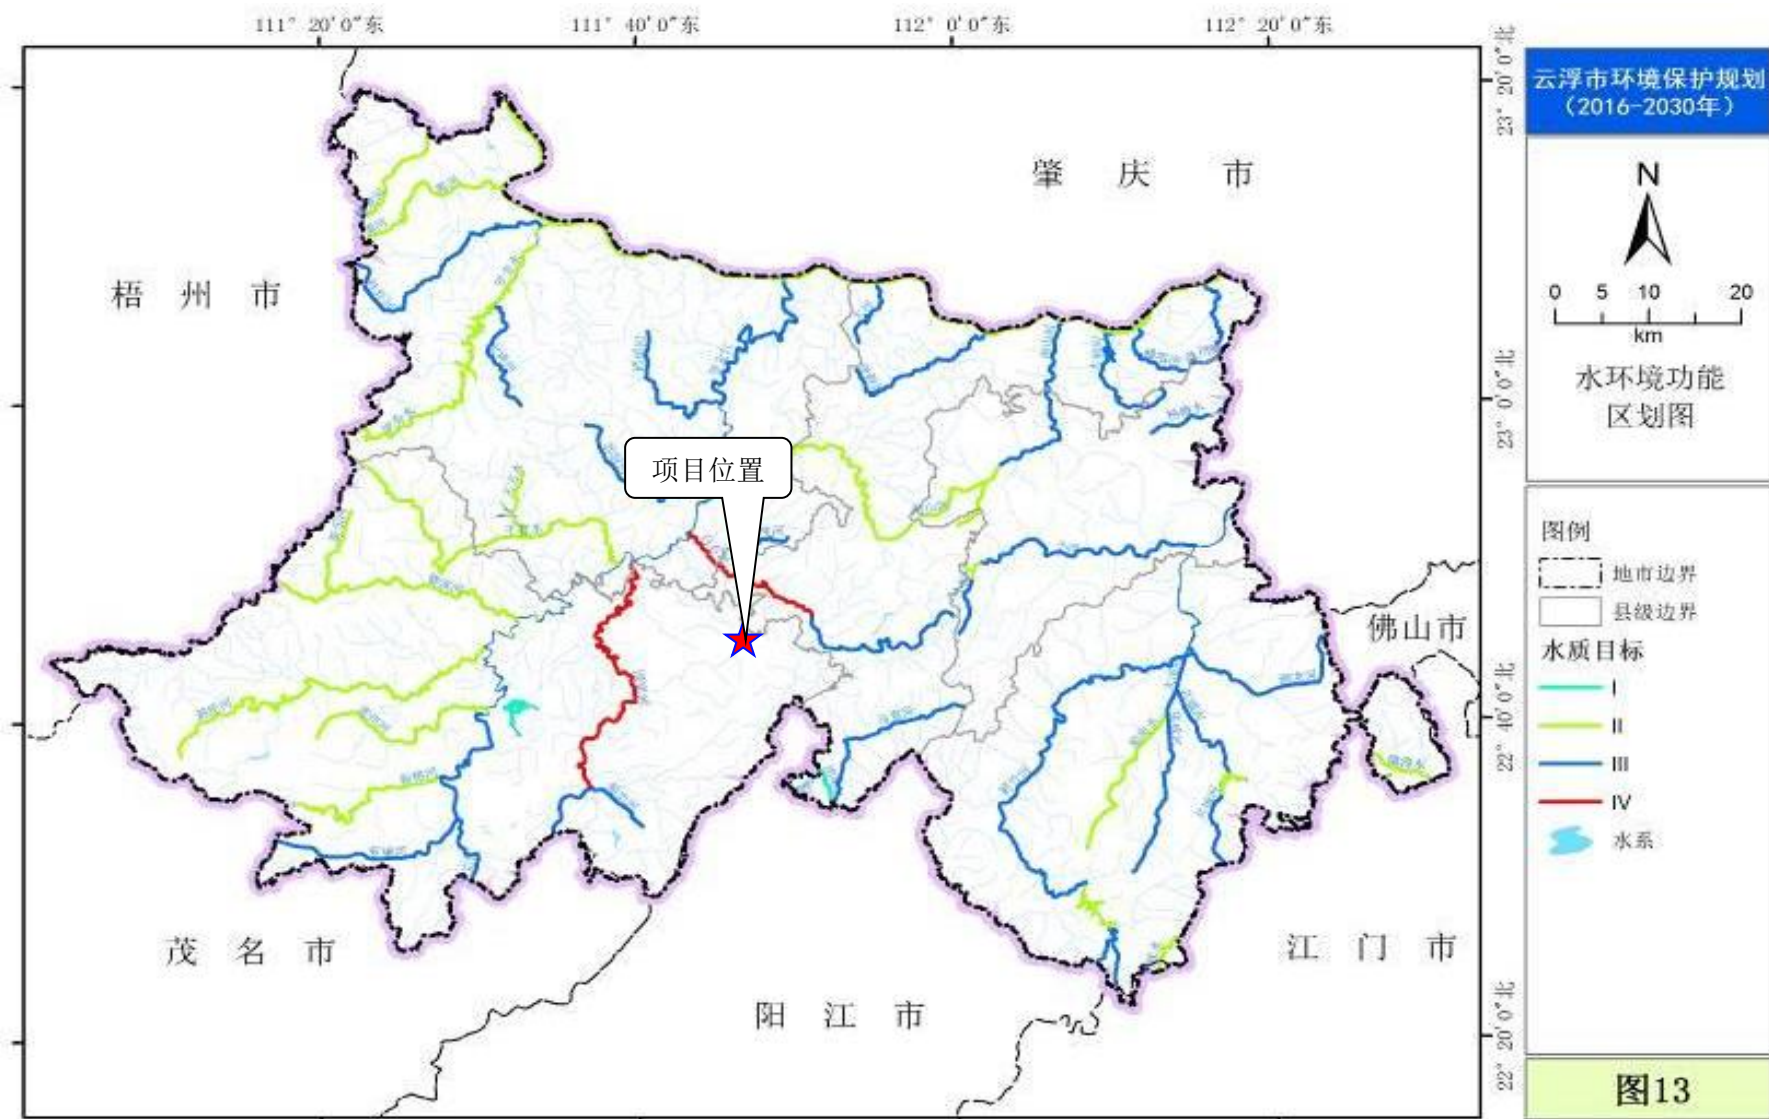 111° 20′ 0″东
111° 40′ 0″东
112° 0′ 0″东
112° 20′ 0″东
23° 20′ 0″北
23° 0′ 0″北
22° 40′ 0″北
22° 20′ 0″北
肇 庆 市
梧 州 市
项目位置
佛山市
茂 名 市
阳 江 市
江 门 市
云浮市环境保护规划
(2016-2030年)
N
0 5 10 20
km
水环境功能
区划图
图例
地市边界
县级边界
水质目标
I
II
III
IV
水系
图13